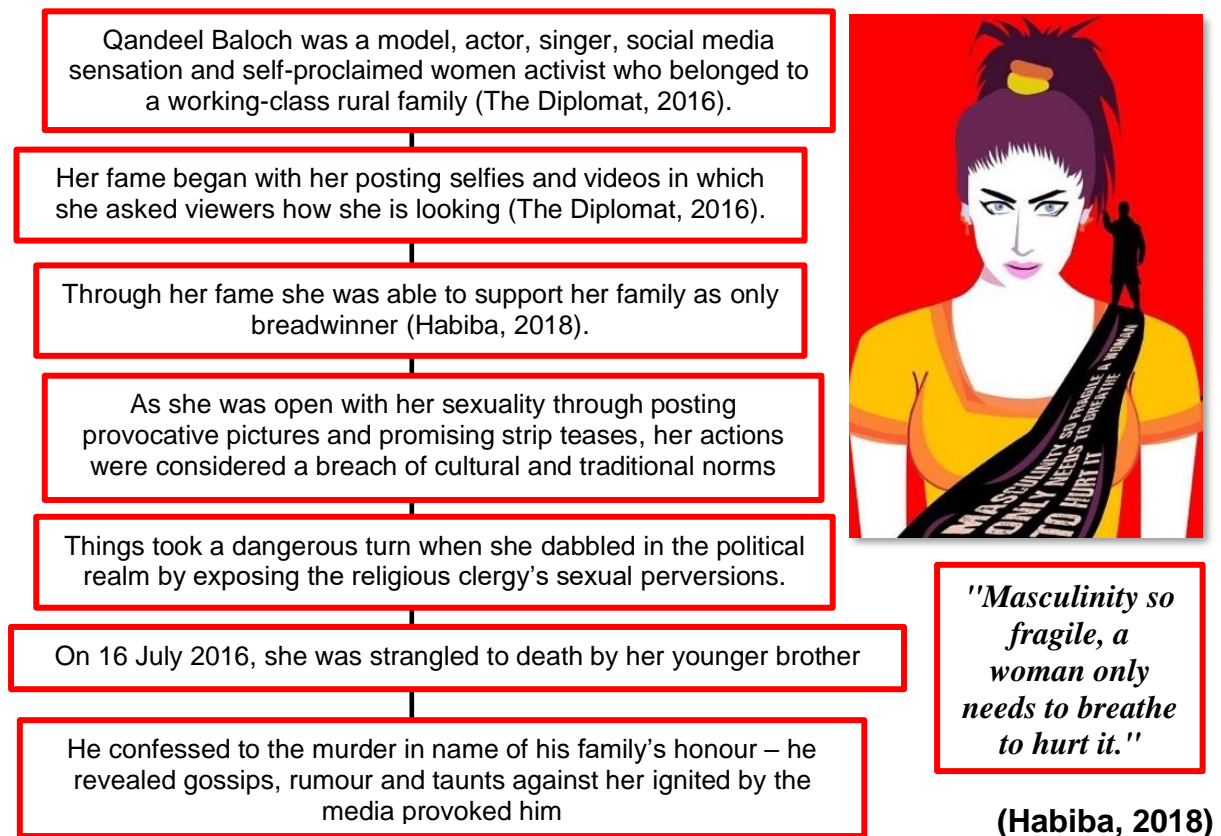 Qandeel Baloch was a model, actor, singer, social media
sensation and self-proclaimed women activist who belonged to
a working-class rural family (The Diplomat, 2016).
Her fame began with her posting selfies and videos in which
she asked viewers how she is looking (The Diplomat, 2016).
Through her fame she was able to support her family as only
breadwinner (Habiba, 2018).
As she was open with her sexuality through posting
provocative pictures and promising strip teases, her actions
were considered a breach of cultural and traditional norms
Things took a dangerous turn when she dabbled in the political
realm by exposing the religious clergy's sexual perversions.
On 16 July 2016, she was strangled to death by her younger brother
He confessed to the murder in name of his family's honour – he
revealed gossips, rumour and taunts against her ignited by the
media provoked him
MASCULINITY SO FRAGILE A WOMAN
ONLY NEEDS TO BREATHE
TO HURT IT
"Masculinity so
fragile, a
woman only
needs to breathe
to hurt it."
(Habiba, 2018)